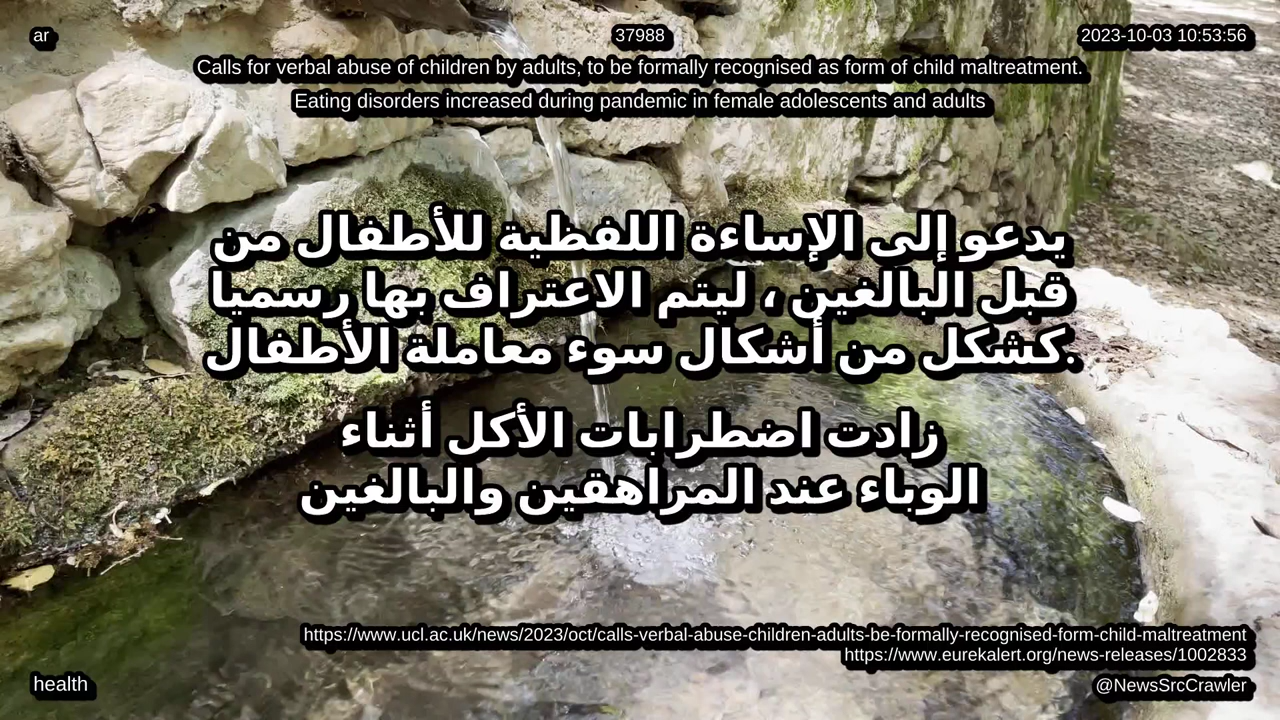 ar
37988
2023-10-03 10:53:56
Calls for verbal abuse of children by adults, to be formally recognised as form of child maltreatment.
Eating disorders increased during pandemic in female adolescents and adults
يدعو إلى الإساءة اللفظية للأطفال من
قبل البالغين ، ليتم الاعتراف بها رسميا
كشكل من أشكال سوء معاملة الأطفال.
زادت اضطرابات الأكل أثناء
الوباء عند المراهقين والبالغين
https://www.ucl.ac.uk/news/2023/oct/calls-verbal-abuse-children-adults-be-formally-recognised-form-child-maltreatment
https://www.eurekalert.org/news-releases/1002833
health
@NewsSrcCrawler